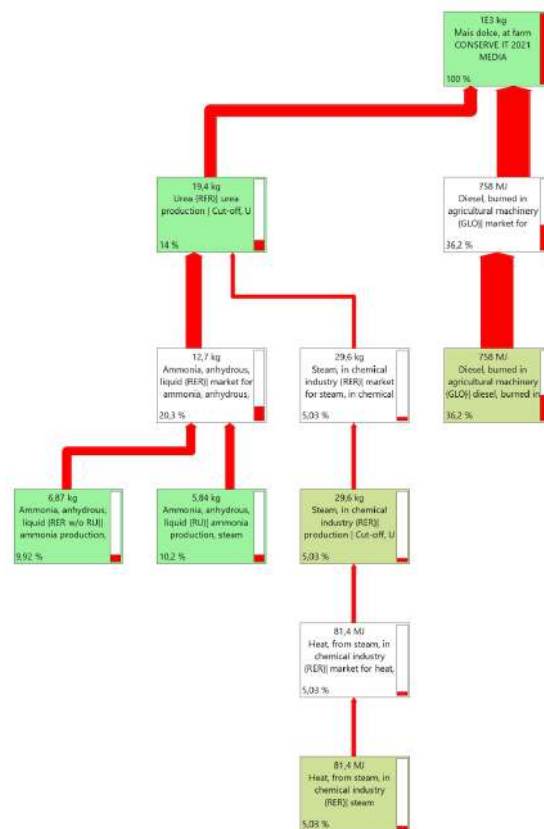 1E3 kg
Mais dolce, at farm
CONSERVE IT 2021
MEDIA
100 %
19,4 kg
Urea {RER}| urea
production | Cut-off, U
14 %
758 MJ
Diesel, burned in
agricultural machinery
{GLO}| market for
36,2 %
12,7 kg
Ammonia, anhydrous,
liquid {RER}| market for
ammonia, anhydrous,
20,3 %
29,6 kg
Steam, in chemical
industry {RER}| market
for steam, in chemical
5,03 %
758 MJ
Diesel, burned in
agricultural machinery
{GLO}| diesel, burned in
36,2 %
6,87 kg
Ammonia, anhydrous,
liquid {RER w/o RU}|
ammonia production,
9,92 %
5,84 kg
Ammonia, anhydrous,
liquid {RU}| ammonia
production, steam
10,2 %
29,6 kg
Steam, in chemical
industry {RER}|
production | Cut-off, U
5,03 %
81,4 MJ
Heat, from steam, in
chemical industry
{RER}| market for heat,
5,03 %
81,4 MJ
Heat, from steam, in
chemical industry
{RER}| steam
5,03 %